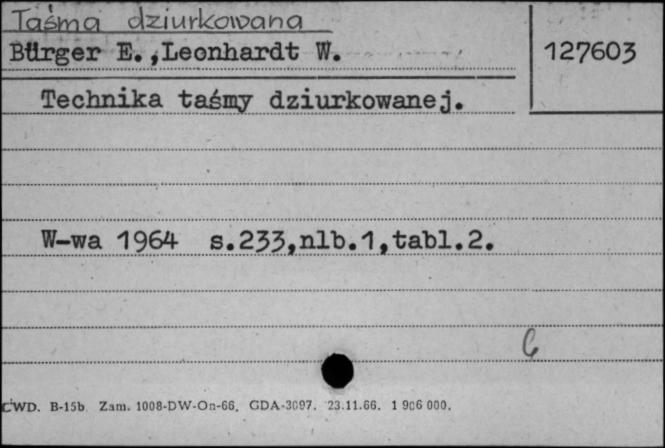 Taśma dziurkowana
Bürger E.,Leonhardt W.
127603
Technika taśmy dziurkowanej.
W-wa 1964 s.233,nlb.1,tabl.2.
CWD. B-15b Zam. 1008-DW-On-66. GDA-3097. 23.11.66. 1 906 000.